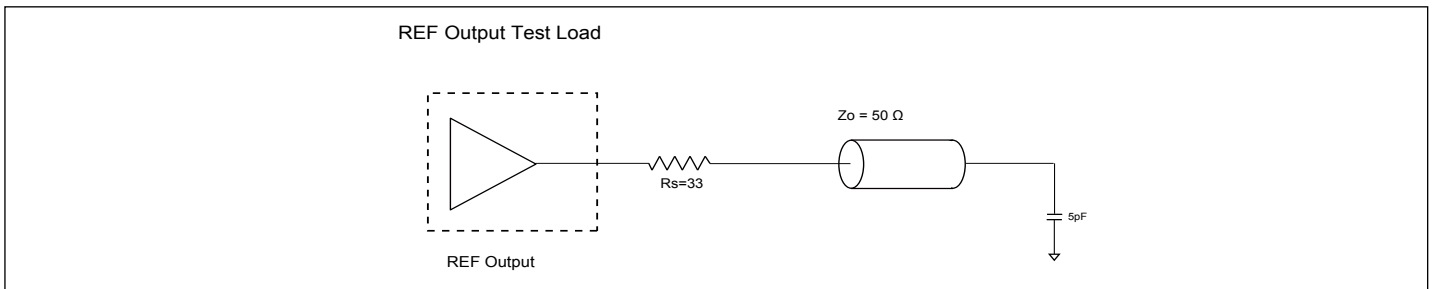 REF Output Test Load
Zo = 50 Ω
Rs=33
5pF
REF Output